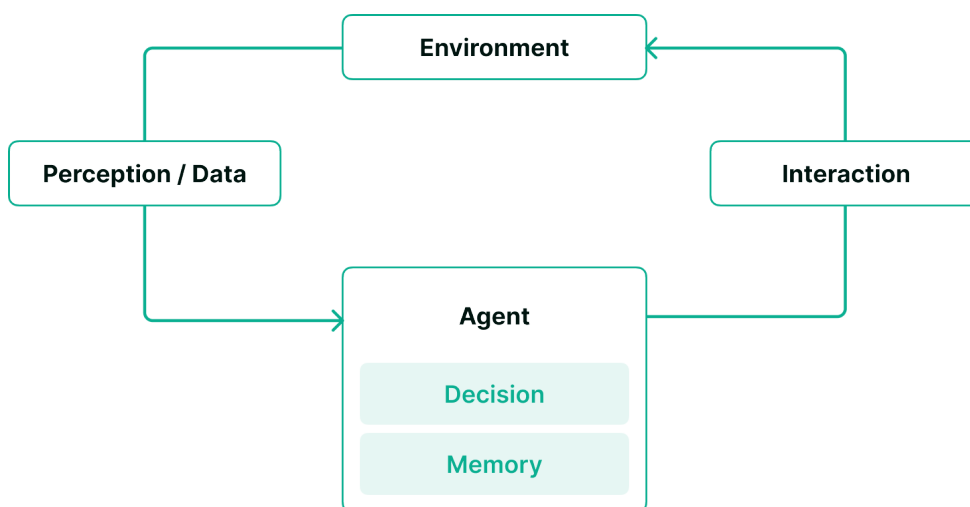 Environment
Perception / Data
Interaction
Agent
Decision
Memory